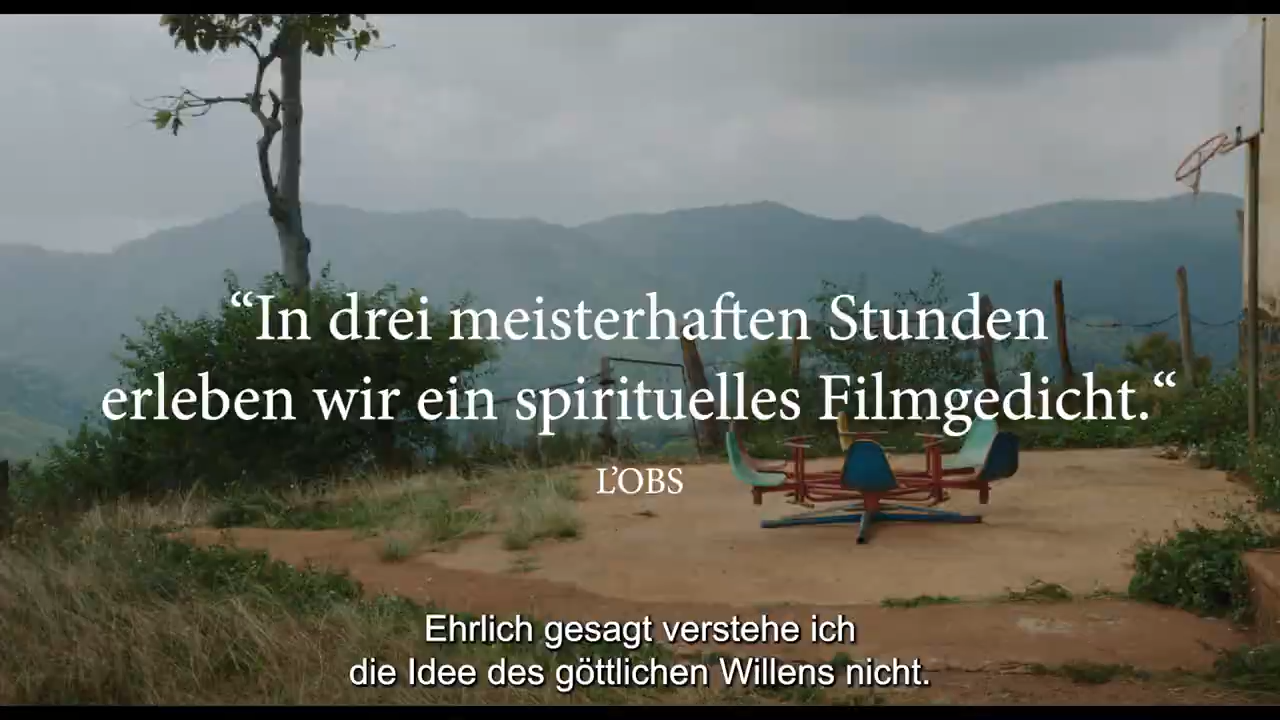 “In drei meisterhaften Stunden
erleben wir ein spirituelles Filmgedicht.“
L’OBS
Ehrlich gesagt verstehe ich
die Idee des göttlichen Willens nicht.